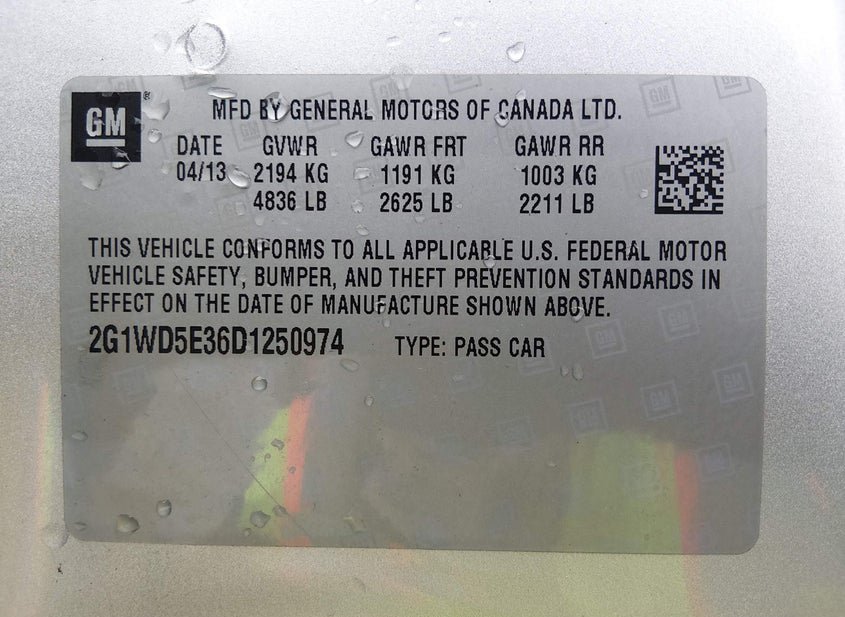 GM ®
MFD BY GENERAL MOTORS OF CANADA LTD.
DATE GVWR GAWR FRT GAWR RR
04/13 2194 KG 1191 KG 1003 KG
4836 LB 2625 LB 2211 LB
THIS VEHICLE CONFORMS TO ALL APPLICABLE U.S. FEDERAL MOTOR
VEHICLE SAFETY, BUMPER, AND THEFT PREVENTION STANDARDS IN
EFFECT ON THE DATE OF MANUFACTURE SHOWN ABOVE.
2G1WD5E36D1250974 TYPE: PASS CAR